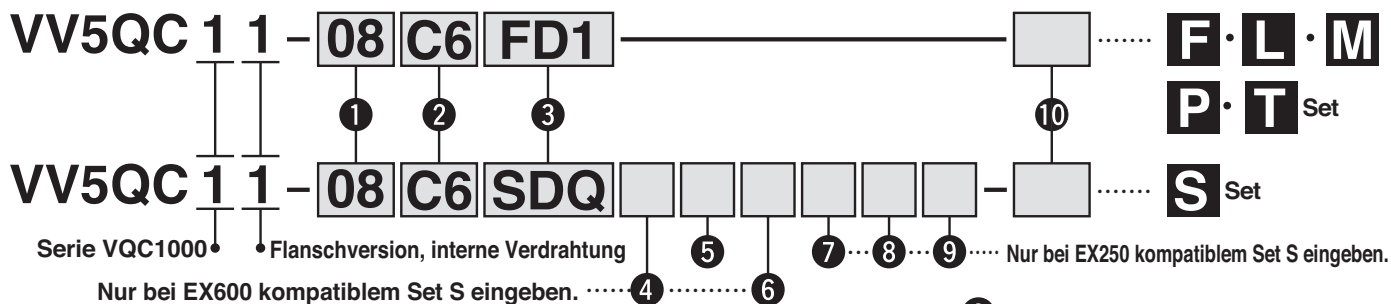 VV5QC 1 1 – 08 C6 FD1 ······· F · L · M
P · T Set
❶ ❷ ❸ ❿
VV5QC 1 1 – 08 C6 SDQ – ······ S Set
Serie VQC1000 Flanschversion, interne Verdrahtung ❺ ❼ ··· ❽ ··· ❾ ····· Nur bei EX250 kompatiblem Set S eingeben.
Nur bei EX600 kompatiblem Set S eingeben. ······ ❹ ·········· ❻